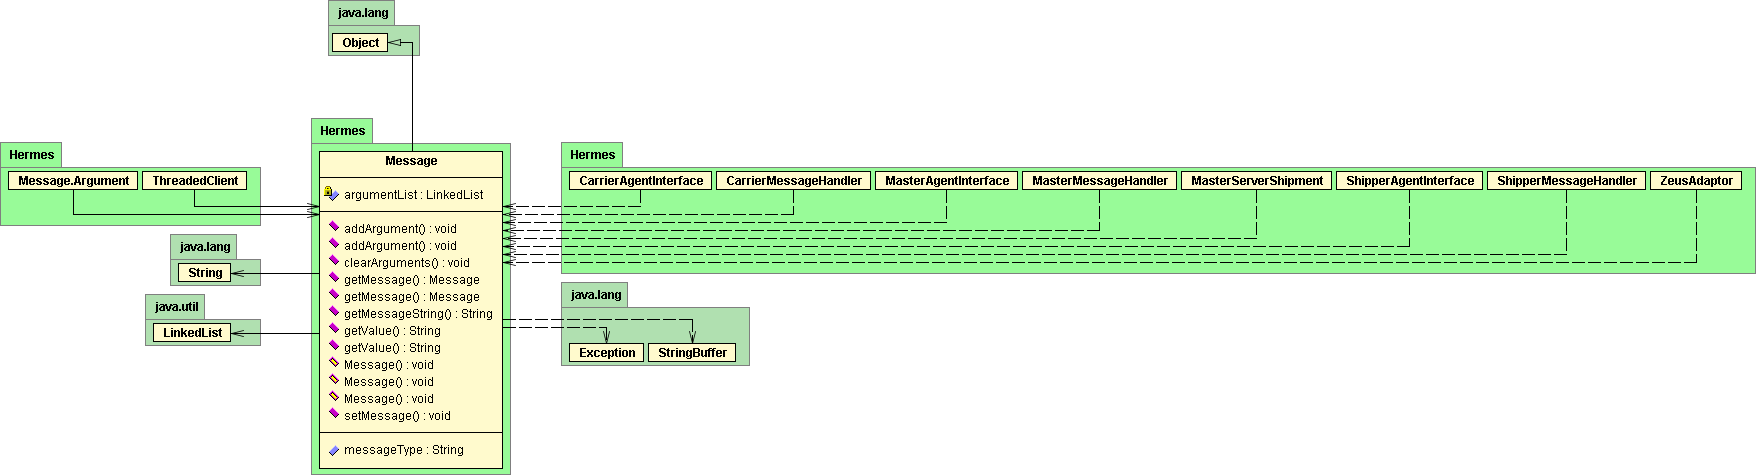 java.lang
Object
Hermes
Message.Argument
ThreadedClient
java.lang
String
java.util
LinkedList
Hermes
Message
argumentList : LinkedList
addArgument() : void
addArgument() : void
clearArguments() : void
getMessage() : Message
getMessage() : Message
getMessageString() : String
getValue() : String
getValue() : String
Message() : void
Message() : void
Message() : void
setMessage() : void
messageType : String
Hermes
CarrierAgentInterface
CarrierMessageHandler
MasterAgentInterface
MasterMessageHandler
MasterServerShipment
ShipperAgentInterface
ShipperMessageHandler
ZeusAdaptor
java.lang
Exception
StringBuffer